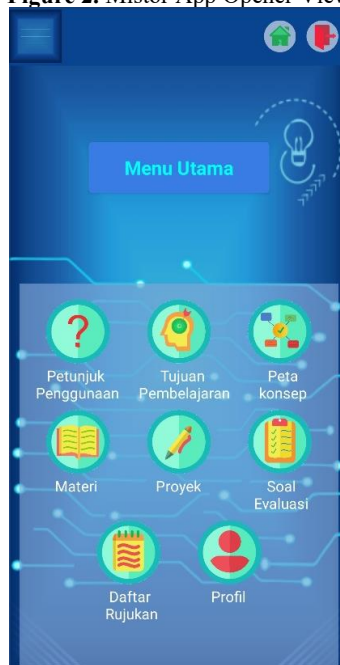 Figure 2. Mistor App Opener View
Menu Utama
Petunjuk
Penggunaan
Tujuan
Pembelajaran
Peta
konsep
Materi
Proyek
Soal
Evaluasi
Daftar
Rujukan
Profil